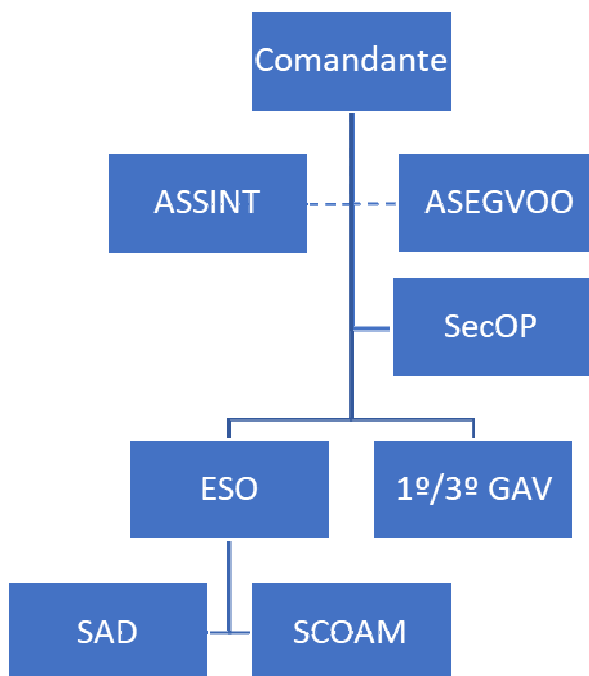 Comandante
ASSINT
ASEGVOO
SecOP
ESO
1º/3º GAV
SAD
SCOAM